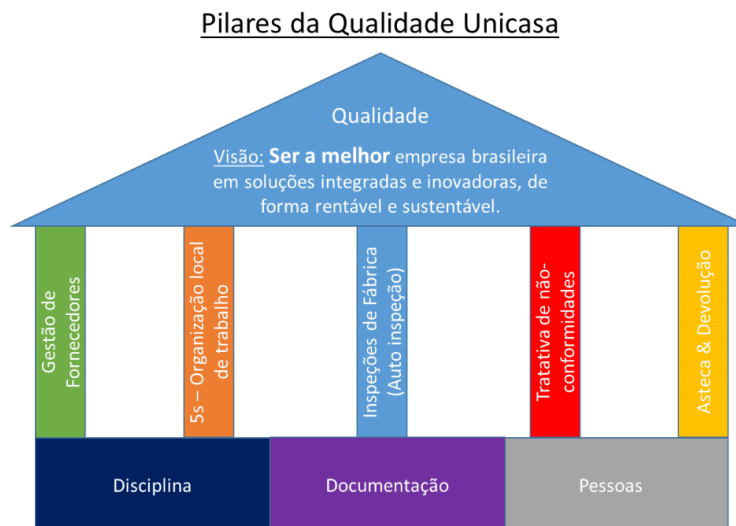 Pilares da Qualidade Unicasa
Qualidade
Visão: Ser a melhor empresa brasileira
em soluções integradas e inovadoras, de
forma rentável e sustentável.
Gestão de
Fornecedores
5s – Organização local
de trabalho
Inspeções de Fábrica
(Auto inspeção)
Tratativa de não-
conformidades
Asteca & Devolução
Disciplina
Documentação
Pessoas